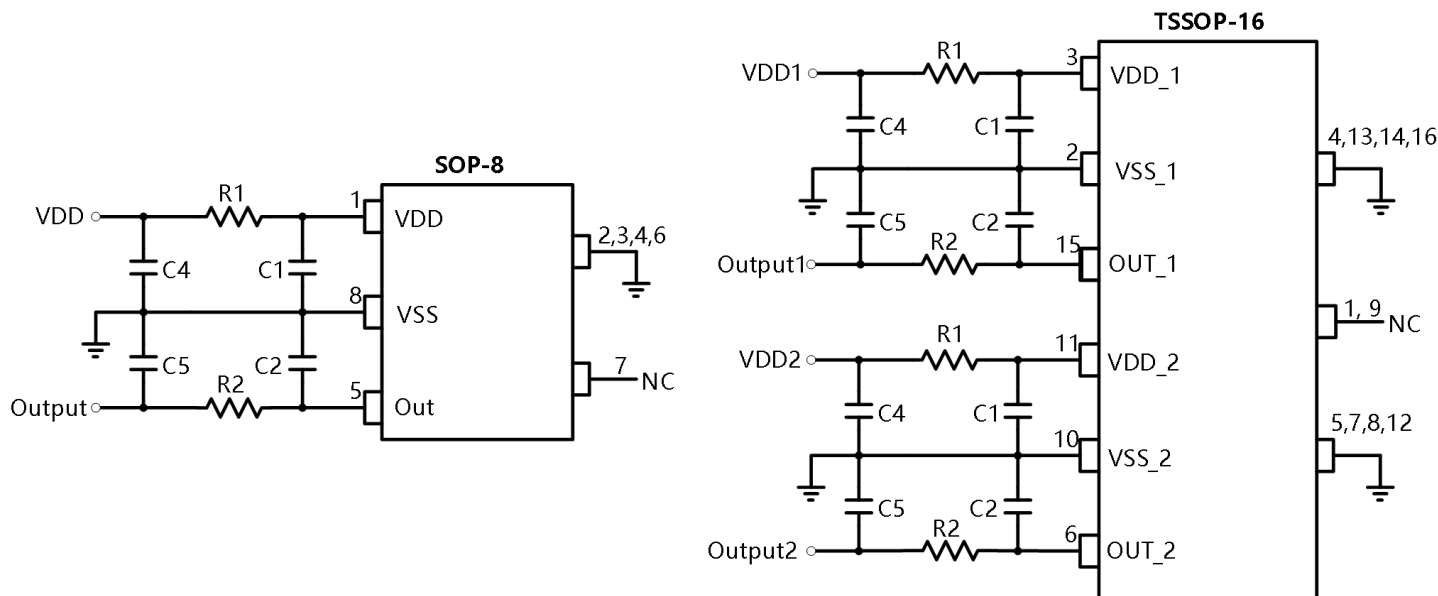 SOP-8
VDD
R1
1
VDD
2,3,4,6
C4
C1
8
VSS
C5
C2
7
NC
R2
5
Output
Out
TSSOP-16
VDD1
R1
3
VDD_1
C4
C1
4,13,14,16
2
VSS_1
C5
C2
R2
15
Output1
OUT_1
1, 9
NC
VDD2
R1
11
VDD_2
C4
C1
5,7,8,12
10
VSS_2
C5
C2
R2
6
Output2
OUT_2